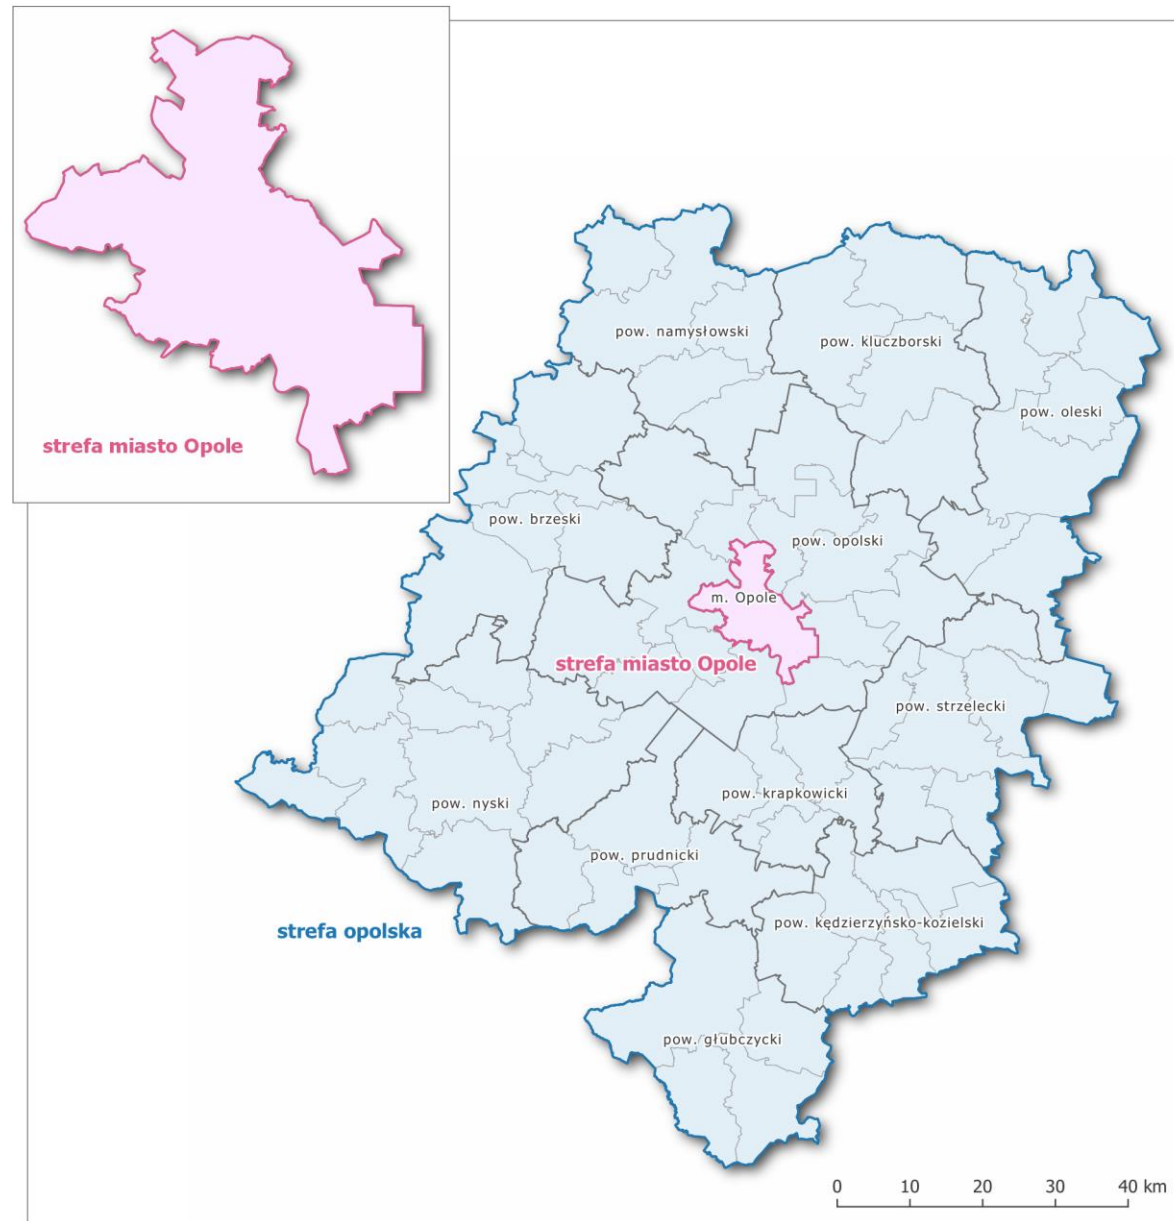 strefa miasto Opole
pow. namysłowski
pow. kluczborski
pow. oleski
pow. brzeski
pow. opolski
m. Opole
strefa miasto Opole
pow. strzelecki
pow. nyski
pow. krapkowicki
pow. prudnicki
strefa opolska
pow. kędzierzyńsko-kozielski
pow. głubczycki
0 10 20 30 40 km